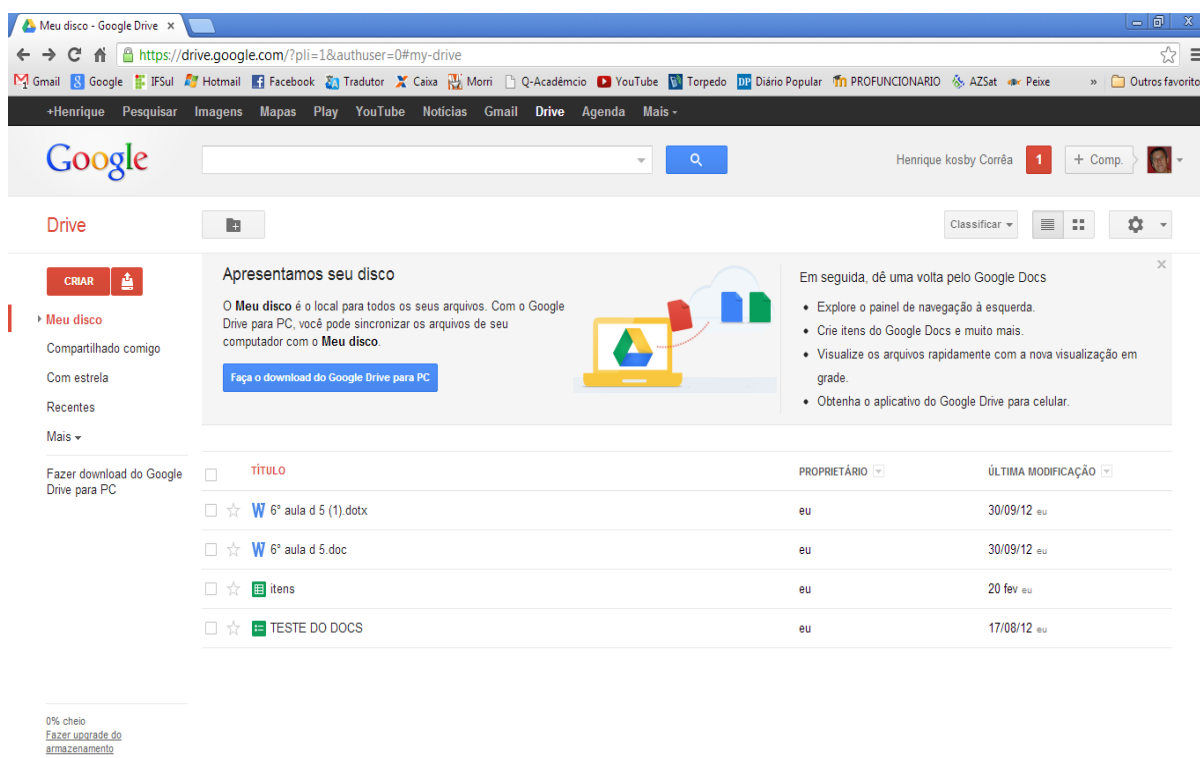 Meu disco - Google Drive
https://drive.google.com/?pli=1&authuser=0#my-drive
Gmail Google IFSul Hotmail Facebook Tradutor Caixa Morri Q-Acadêmcio YouTube Torpedo DP Diário Popular PROFUNCIONARIO AZSat Peixe » Outros favorito
+Henrique Pesquisar Imagens Mapas Play YouTube Notícias Gmail Drive Agenda Mais
Google Henrique kosby Corrêa 1 + Comp.
Drive Classificar
CRIAR
Meu disco
Compartilhado comigo
Com estrela
Recentes
Mais
Fazer download do Google
Drive para PC
Apresentamos seu disco
O Meu disco é o local para todos os seus arquivos. Com o Google
Drive para PC, você pode sincronizar os arquivos de seu
computador com o Meu disco.
Faça o download do Google Drive para PC
Em seguida, dê uma volta pelo Google Docs
Explore o painel de navegação à esquerda.
Crie itens do Google Docs e muito mais.
Visualize os arquivos rapidamente com a nova visualização em
grade.
Obtenha o aplicativo do Google Drive para celular.
TÍTULO PROPRIETÁRIO ÚLTIMA MODIFICAÇÃO
W 6° aula d 5 (1).dotx eu 30/09/12 eu
W 6° aula d 5.doc eu 30/09/12 eu
itens eu 20 fev eu
TESTE DO DOCS eu 17/08/12 eu
0% cheio
Fazer upgrade do
armazenamento